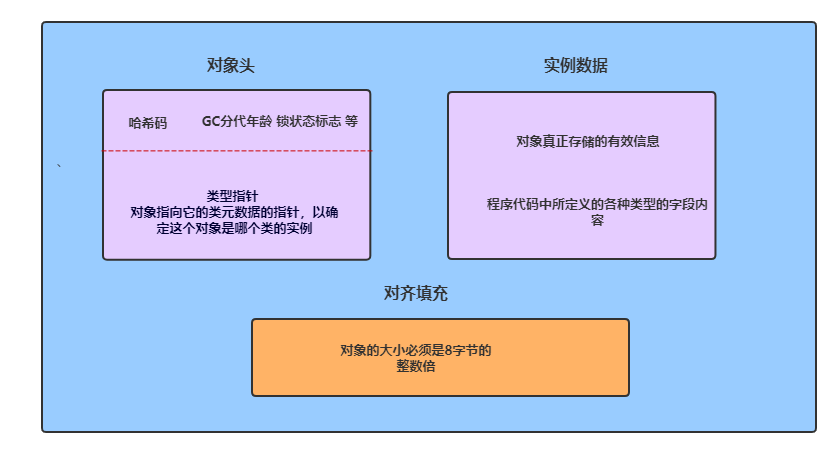 对象头
实例数据
哈希码
GC分代年龄 锁状态标志 等
对象真正存储的有效信息
、
类型指针
对象指向它的类元数据的指针，以确
定这个对象是哪个类的实例
程序代码中所定义的各种类型的字段内
容
对齐填充
对象的大小必须是8字节的
整数倍